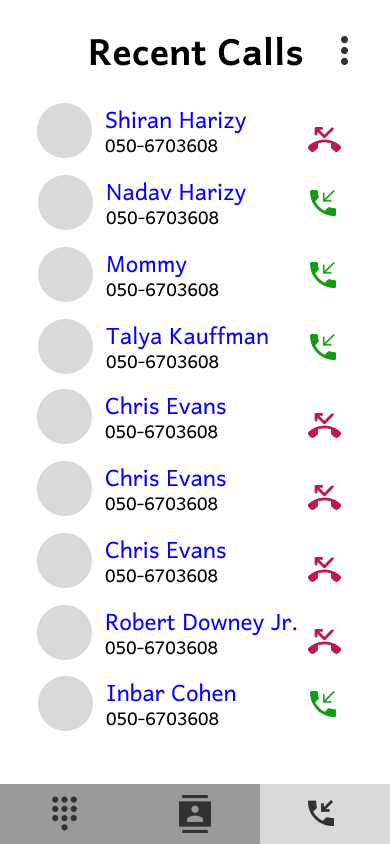 Recent Calls
Shiran Harizy
050-6703608
Nadav Harizy
050-6703608
Mommy
050-6703608
Talya Kauffman
050-6703608
Chris Evans
050-6703608
Chris Evans
050-6703608
Chris Evans
050-6703608
Robert Downey Jr.
050-6703608
Inbar Cohen
050-6703608